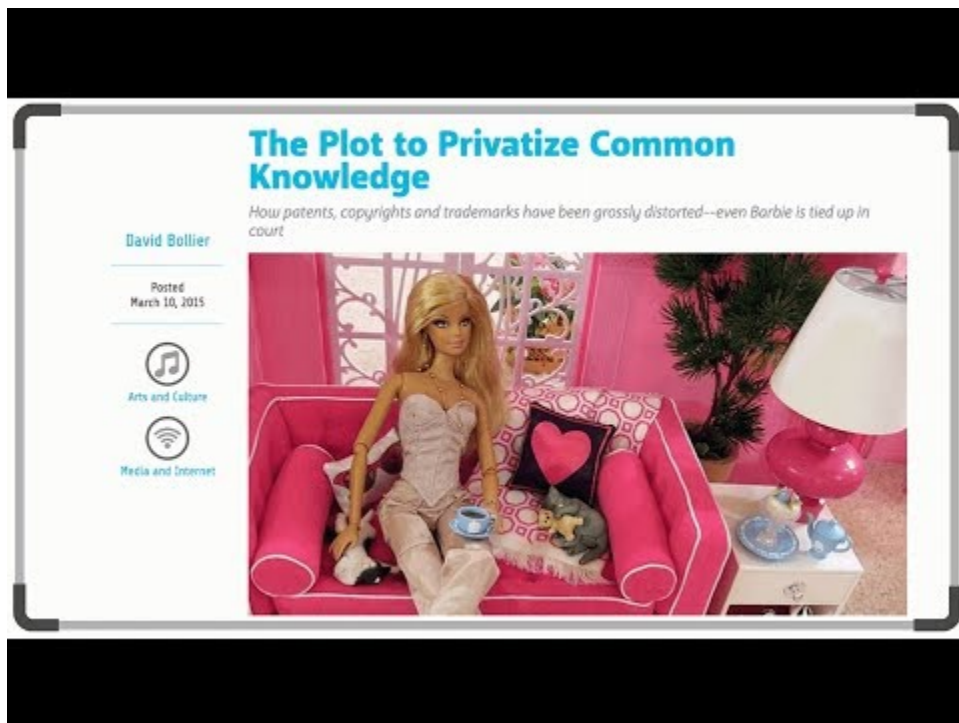 The Plot to Privatize Common
Knowledge
How patents, copyrights and trademarks have been grossly distorted--even Barbie is tied up in
court
David Bollier
Posted
March 10, 2015
Arts and Culture
Media and Internet